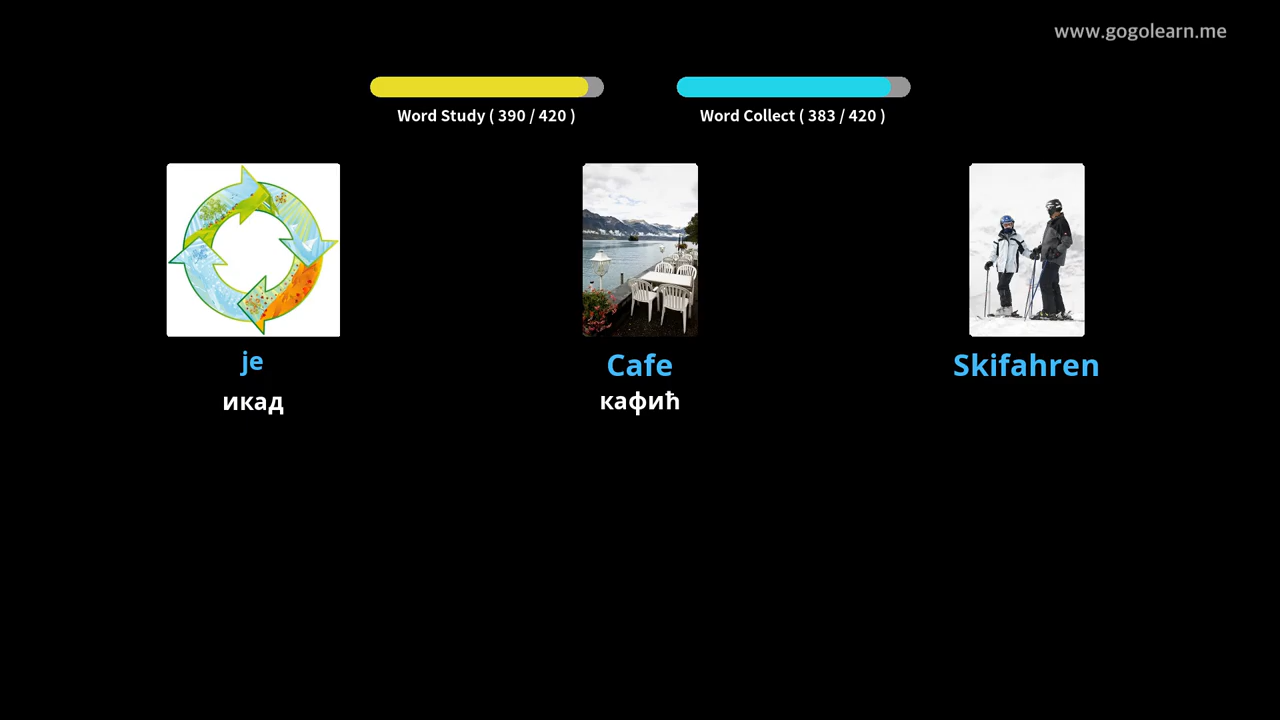 www.gogolearn.me
Word Study ( 390 / 420 )
Word Collect ( 383 / 420 )
je
Cafe
Skifahren
икад
кафић